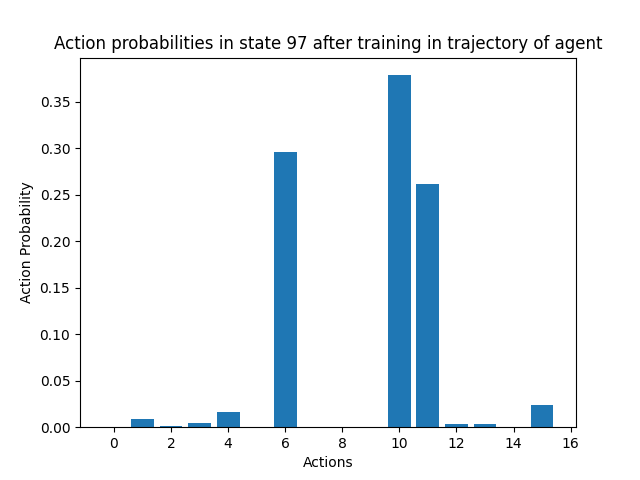 Action probabilities in state 97 after training in trajectory of agent
0.35
0.30
0.25
0.20
0.15
0.10
0.05
0.00
Action Probability
0 2 4 6 8 10 12 14 16
Actions